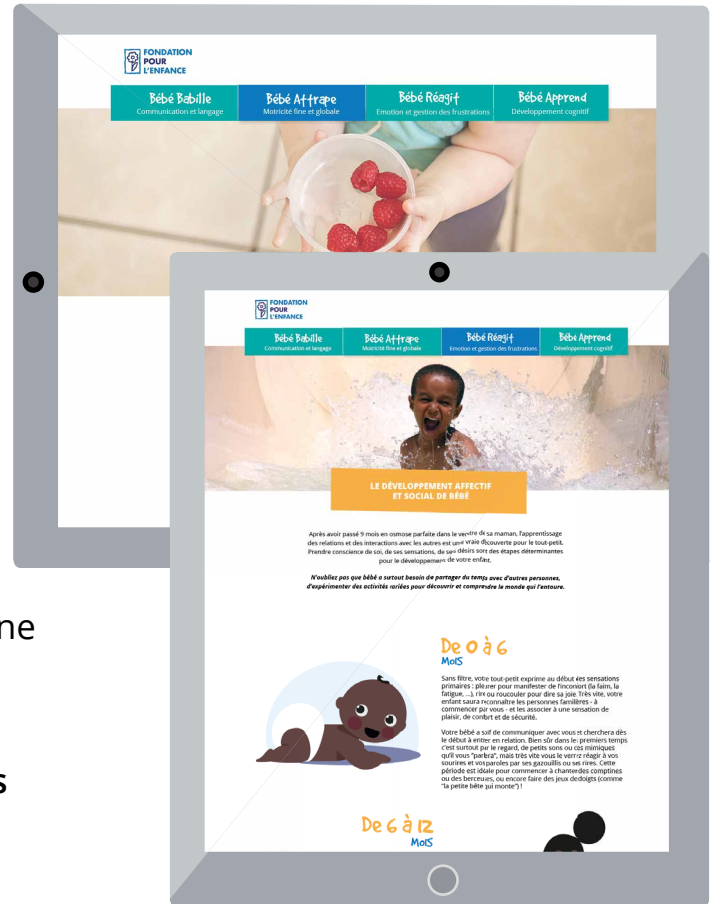 FONDATION
POUR
L'ENFANCE
Bébé Babille
Communication et langage
Bébé Attrape
Motricité fine et globale
Bébé Réagit
Emotion et gestion des frustrations
Bébé Apprend
Développement cognitif
FONDATION
POUR
L'ENFANCE
Bébé Babille
Communication et langage
Bébé Attrape
Motricité fine et globale
Bébé Réagit
Emotion et gestion des frustrations
Bébé Apprend
Développement cognitif
LE DÉVELOPPEMENT AFFECTIF
ET SOCIAL DE BÉBÉ
Après avoir passé 9 mois en osmose parfaite dans le ventre de sa maman, l'apprentissage
des relations et des interactions avec les autres est une vraie découverte pour le tout-petit.
Prendre conscience de soi, de ses sensations, de ses désirs sont des étapes déterminantes
pour le développement de votre enfant.
N'oubliez pas que bébé a surtout besoin de partager du temps avec d'autres personnes,
d'expérimenter des activités variées pour découvrir et comprendre le monde qui l'entoure.
ne
s
De 0 à 6
MOIS
Sans filtre, votre tout-petit exprime au début des sensations
primaires : pleurer pour manifester de l'inconfort (la faim, la
fatigue, ...), rire ou roucouler pour dire sa joie. Très vite, votre
enfant saura reconnaître les personnes familières - à
commencer par vous - et les associer à une sensation de
plaisir, de confort et de sécurité.
Votre bébé a soif de communiquer avec vous et cherchera dès
le début à entrer en relation. Bien sûr dans les premiers temps
c'est surtout par le regard, de petits sons ou des mimiques
qu'il vous "parlera", mais très vite vous le verrez réagir à vos
sourires et vos paroles par ses gazouillis ou ses rires. Cette
période est idéale pour commencer à chanter des comptines
ou des berceuses, ou encore faire des jeux de doigts (comme
"la petite bête qui monte") !
De 6 à 12
MOIS